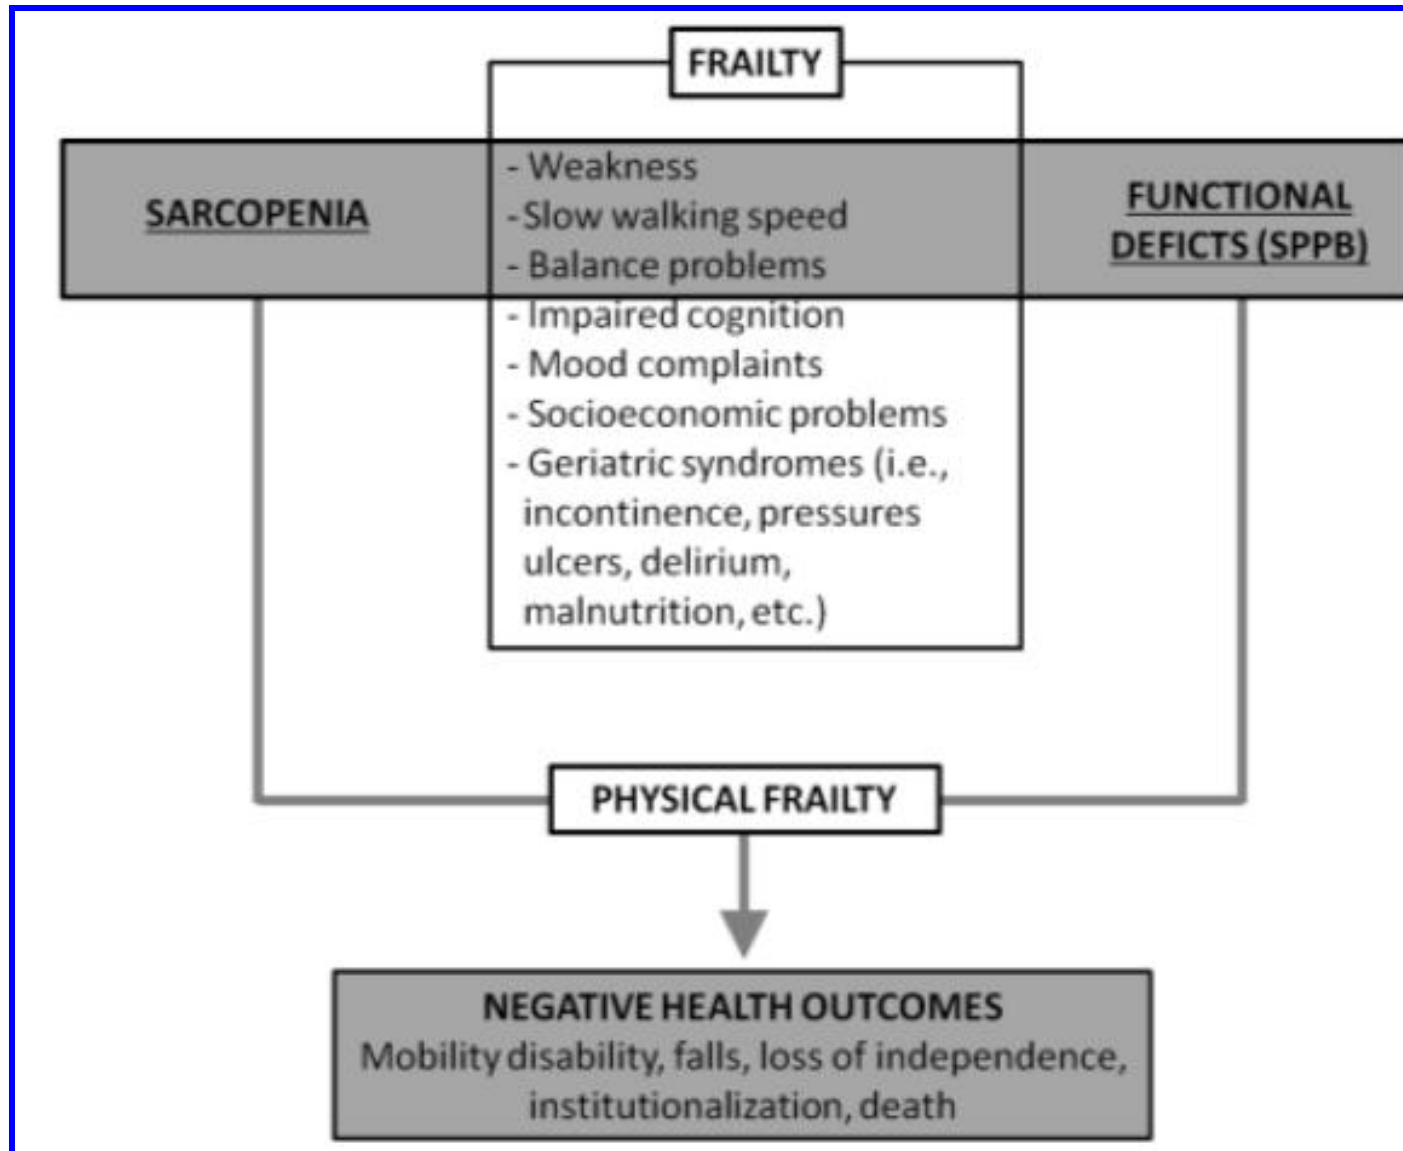 FRAILTY
SARCOPENIA
- Weakness
- Slow walking speed
- Balance problems
- Impaired cognition
- Mood complaints
- Socioeconomic problems
- Geriatric syndromes (i.e.,
incontinence, pressures
ulcers, delirium,
malnutrition, etc.)
FUNCTIONAL
DEFICTS (SPPB)
PHYSICAL FRAILTY
NEGATIVE HEALTH OUTCOMES
Mobility disability, falls, loss of independence,
institutionalization, death